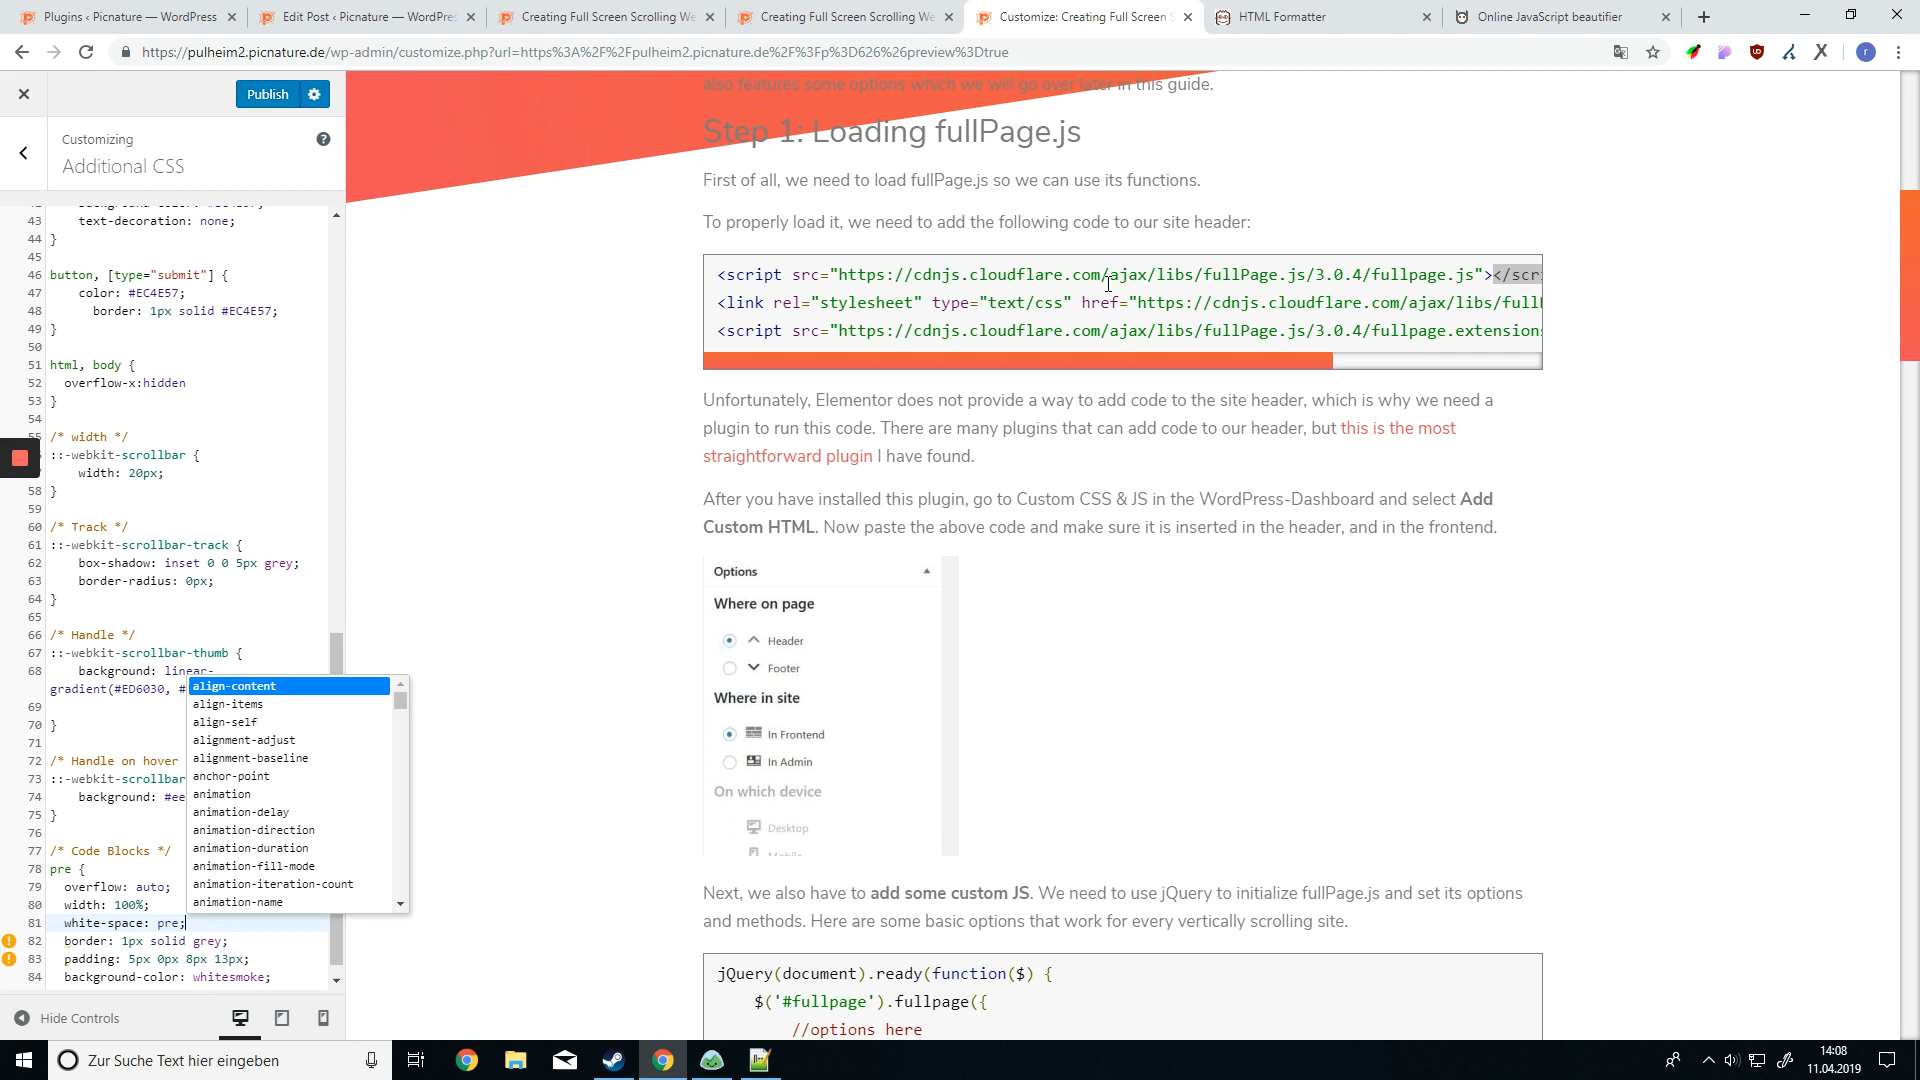 Plugins ‹ Picnature — WordPress
Edit Post ‹ Picnature — WordPres
Creating Full Screen Scrolling We
Creating Full Screen Scrolling We
Customize: Creating Full Screen S
HTML Formatter
Online JavaScript beautifier
https://pulheim2.picnature.de/wp-admin/customize.php?url=https%3A%2F%2Fpulheim2.picnature.de%2F%3Fp%3D626%26preview%3Dtrue
r
Publish
Customizing
Additional CSS
43 text-decoration: none;
44 }
45
46 button, [type="submit"] {
47 color: #EC4E57;
48 border: 1px solid #EC4E57;
49 }
50
51 html, body {
52 overflow-x:hidden
53 }
54
55 /* width */
::-webkit-scrollbar {
width: 20px;
58 }
59
60 /* Track */
61 ::-webkit-scrollbar-track {
62 box-shadow: inset 0 0 5px grey;
63 border-radius: 0px;
64 }
65
66 /* Handle */
67 ::-webkit-scrollbar-thumb {
68 background: linear-
gradient(#ED6030, #
69
70 }
71
72 /* Handle on hover
73 ::-webkit-scrollbar
74 background: #ee
75 }
76
77 /* Code Blocks */
78 pre {
79 overflow: auto;
80 width: 100%;
81 white-space: pre;
82 border: 1px solid grey;
83 padding: 5px 0px 8px 13px;
84 background-color: whitesmoke;
align-content
align-items
align-self
alignment-adjust
alignment-baseline
anchor-point
animation
animation-delay
animation-direction
animation-duration
animation-fill-mode
animation-iteration-count
animation-name
Hide Controls
also features some options which we will go over later in this guide.
Step 1: Loading fullPage.js
First of all, we need to load fullPage.js so we can use its functions.
To properly load it, we need to add the following code to our site header:
<script src="https://cdnjs.cloudflare.com/ajax/libs/fullPage.js/3.0.4/fullpage.js"></scri
<link rel="stylesheet" type="text/css" href="https://cdnjs.cloudflare.com/ajax/libs/full
<script src="https://cdnjs.cloudflare.com/ajax/libs/fullPage.js/3.0.4/fullpage.extension
Unfortunately, Elementor does not provide a way to add code to the site header, which is why we need a
plugin to run this code. There are many plugins that can add code to our header, but this is the most
straightforward plugin I have found.
After you have installed this plugin, go to Custom CSS & JS in the WordPress-Dashboard and select Add
Custom HTML. Now paste the above code and make sure it is inserted in the header, and in the frontend.
Options
Where on page
Header
Footer
Where in site
In Frontend
In Admin
On which device
Desktop
Next, we also have to add some custom JS. We need to use jQuery to initialize fullPage.js and set its options
and methods. Here are some basic options that work for every vertically scrolling site.
jQuery(document).ready(function($) {
$('#fullpage').fullpage({
//options here
Zur Suche Text hier eingeben
14:08
11.04.2019